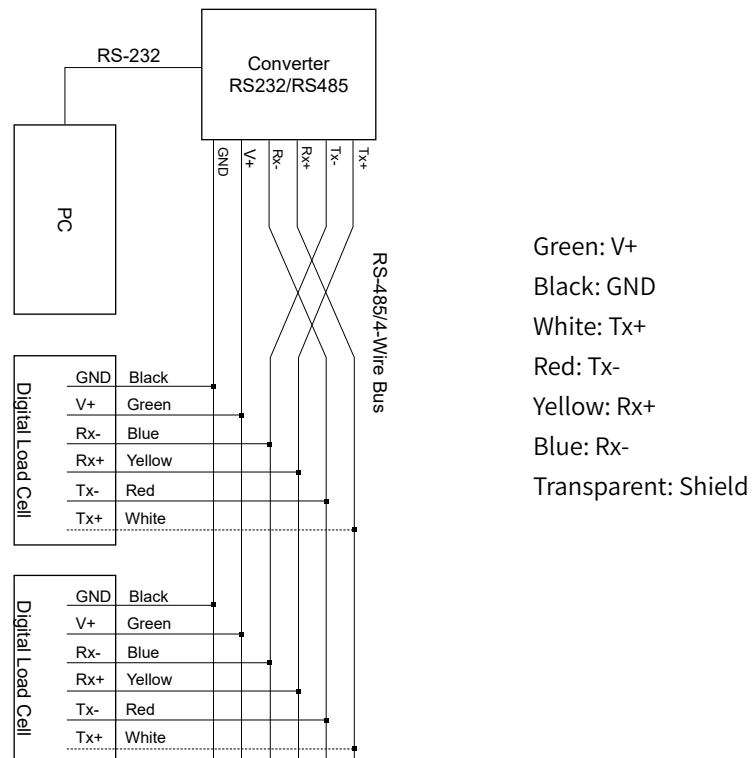 RS-232
Converter
RS232/RS485
GND
V+
Rx-
Rx+
Tx-
Tx+
PC
RS-485/4-Wire Bus
Digital Load Cell
GND Black
V+ Green
Rx- Blue
Rx+ Yellow
Tx- Red
Tx+ White
Digital Load Cell
GND Black
V+ Green
Rx- Blue
Rx+ Yellow
Tx- Red
Tx+ White
Green: V+
Black: GND
White: Tx+
Red: Tx-
Yellow: Rx+
Blue: Rx-
Transparent: Shield